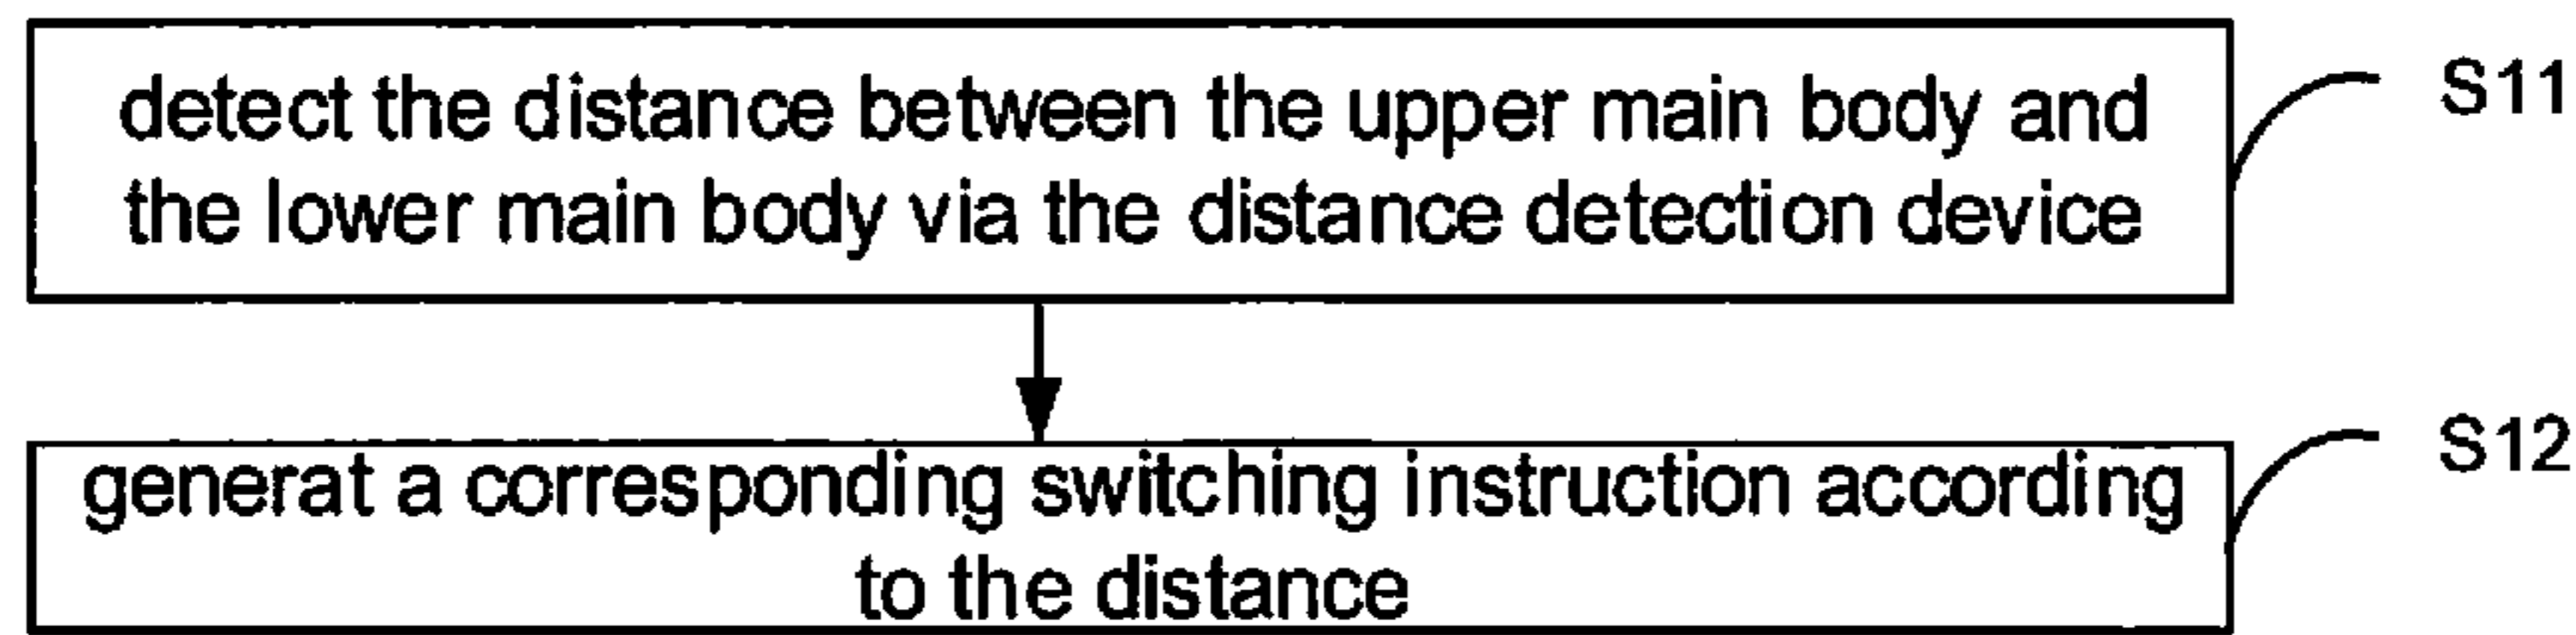 detect the distance between the upper main body and
the lower main body via the distance detection device
S11
generat a corresponding switching instruction according
to the distance
S12